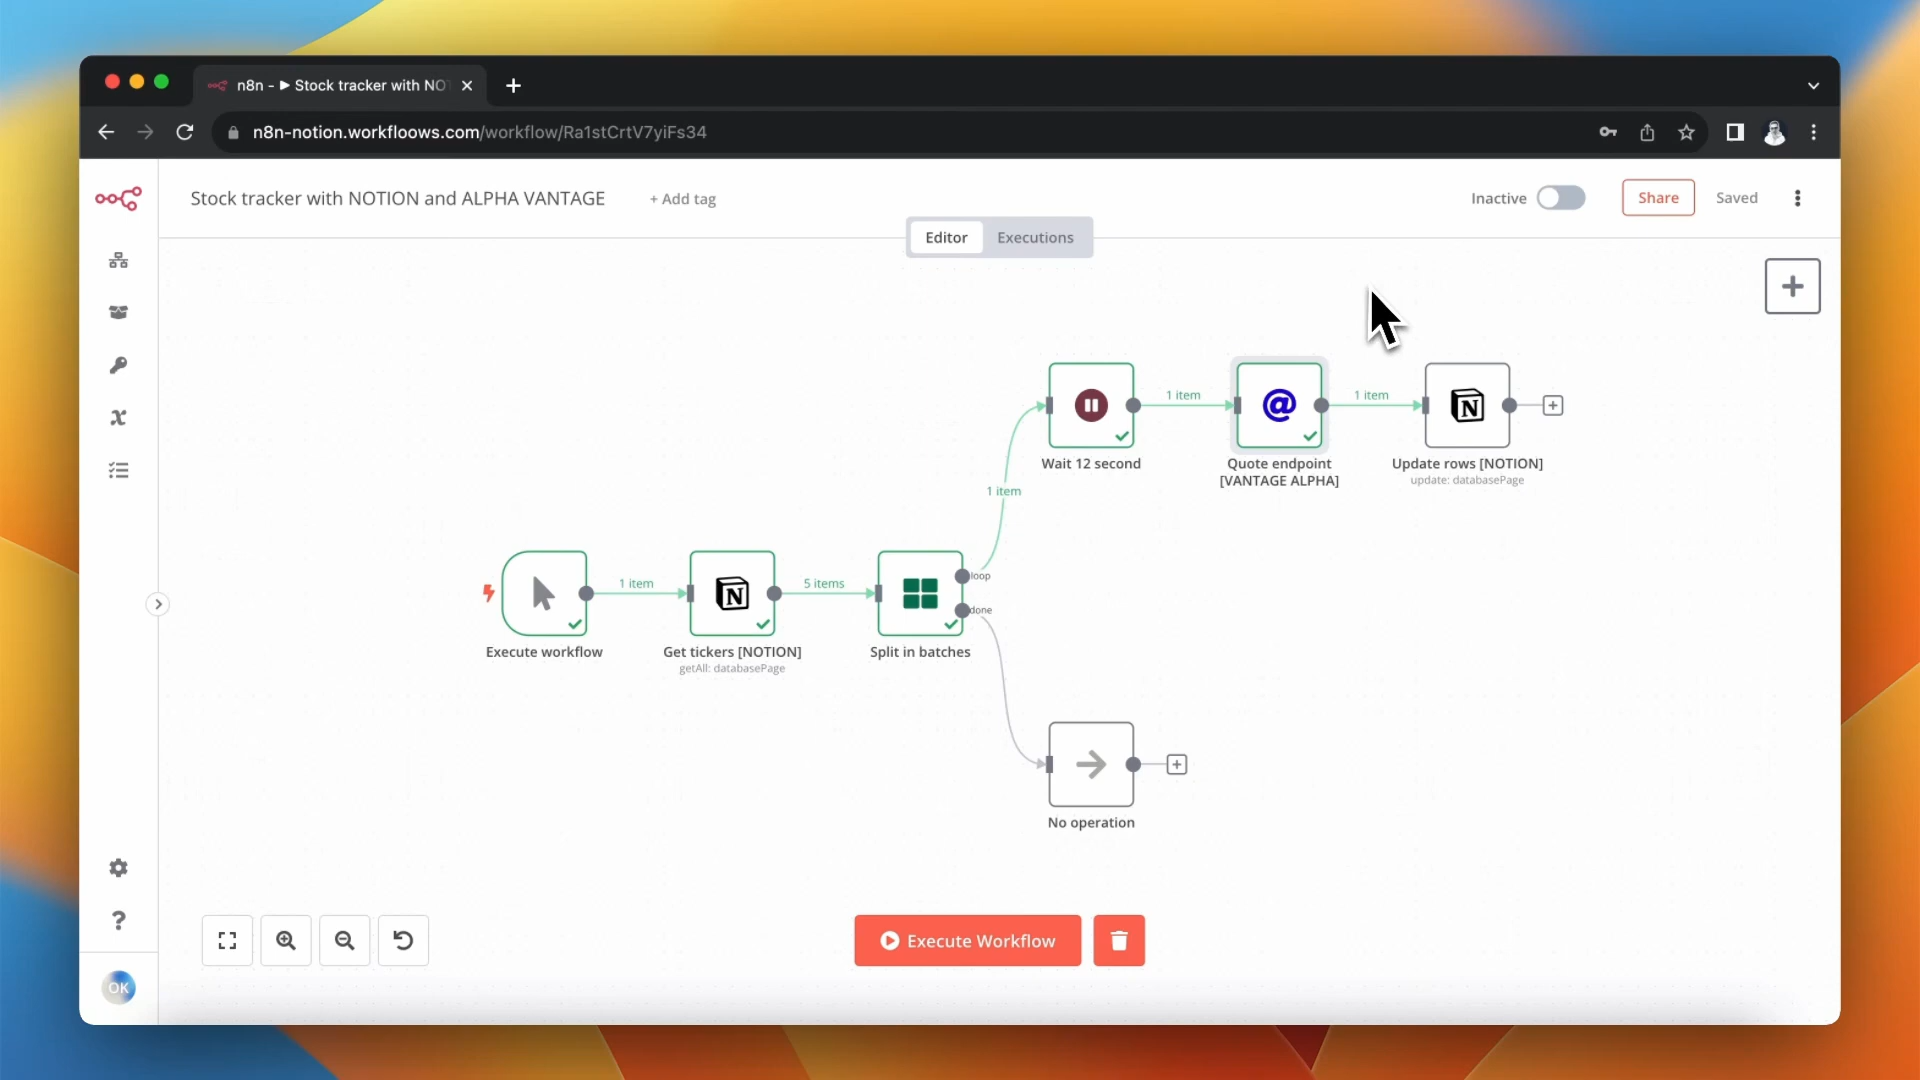 n8n - ▶ Stock tracker with NO
n8n-notion.workfloows.com/workflow/Ra1stCrtV7yiFs34
Stock tracker with NOTION and ALPHA VANTAGE
+ Add tag
Inactive
Share
Saved
Editor
Executions
1 item
1 item
Wait 12 second
Quote endpoint
[VANTAGE ALPHA]
Update rows [NOTION]
update: databasePage
1 item
1 item
5 items
loop
done
Execute workflow
Get tickers [NOTION]
getAll: databasePage
Split in batches
No operation
Execute Workflow
OK